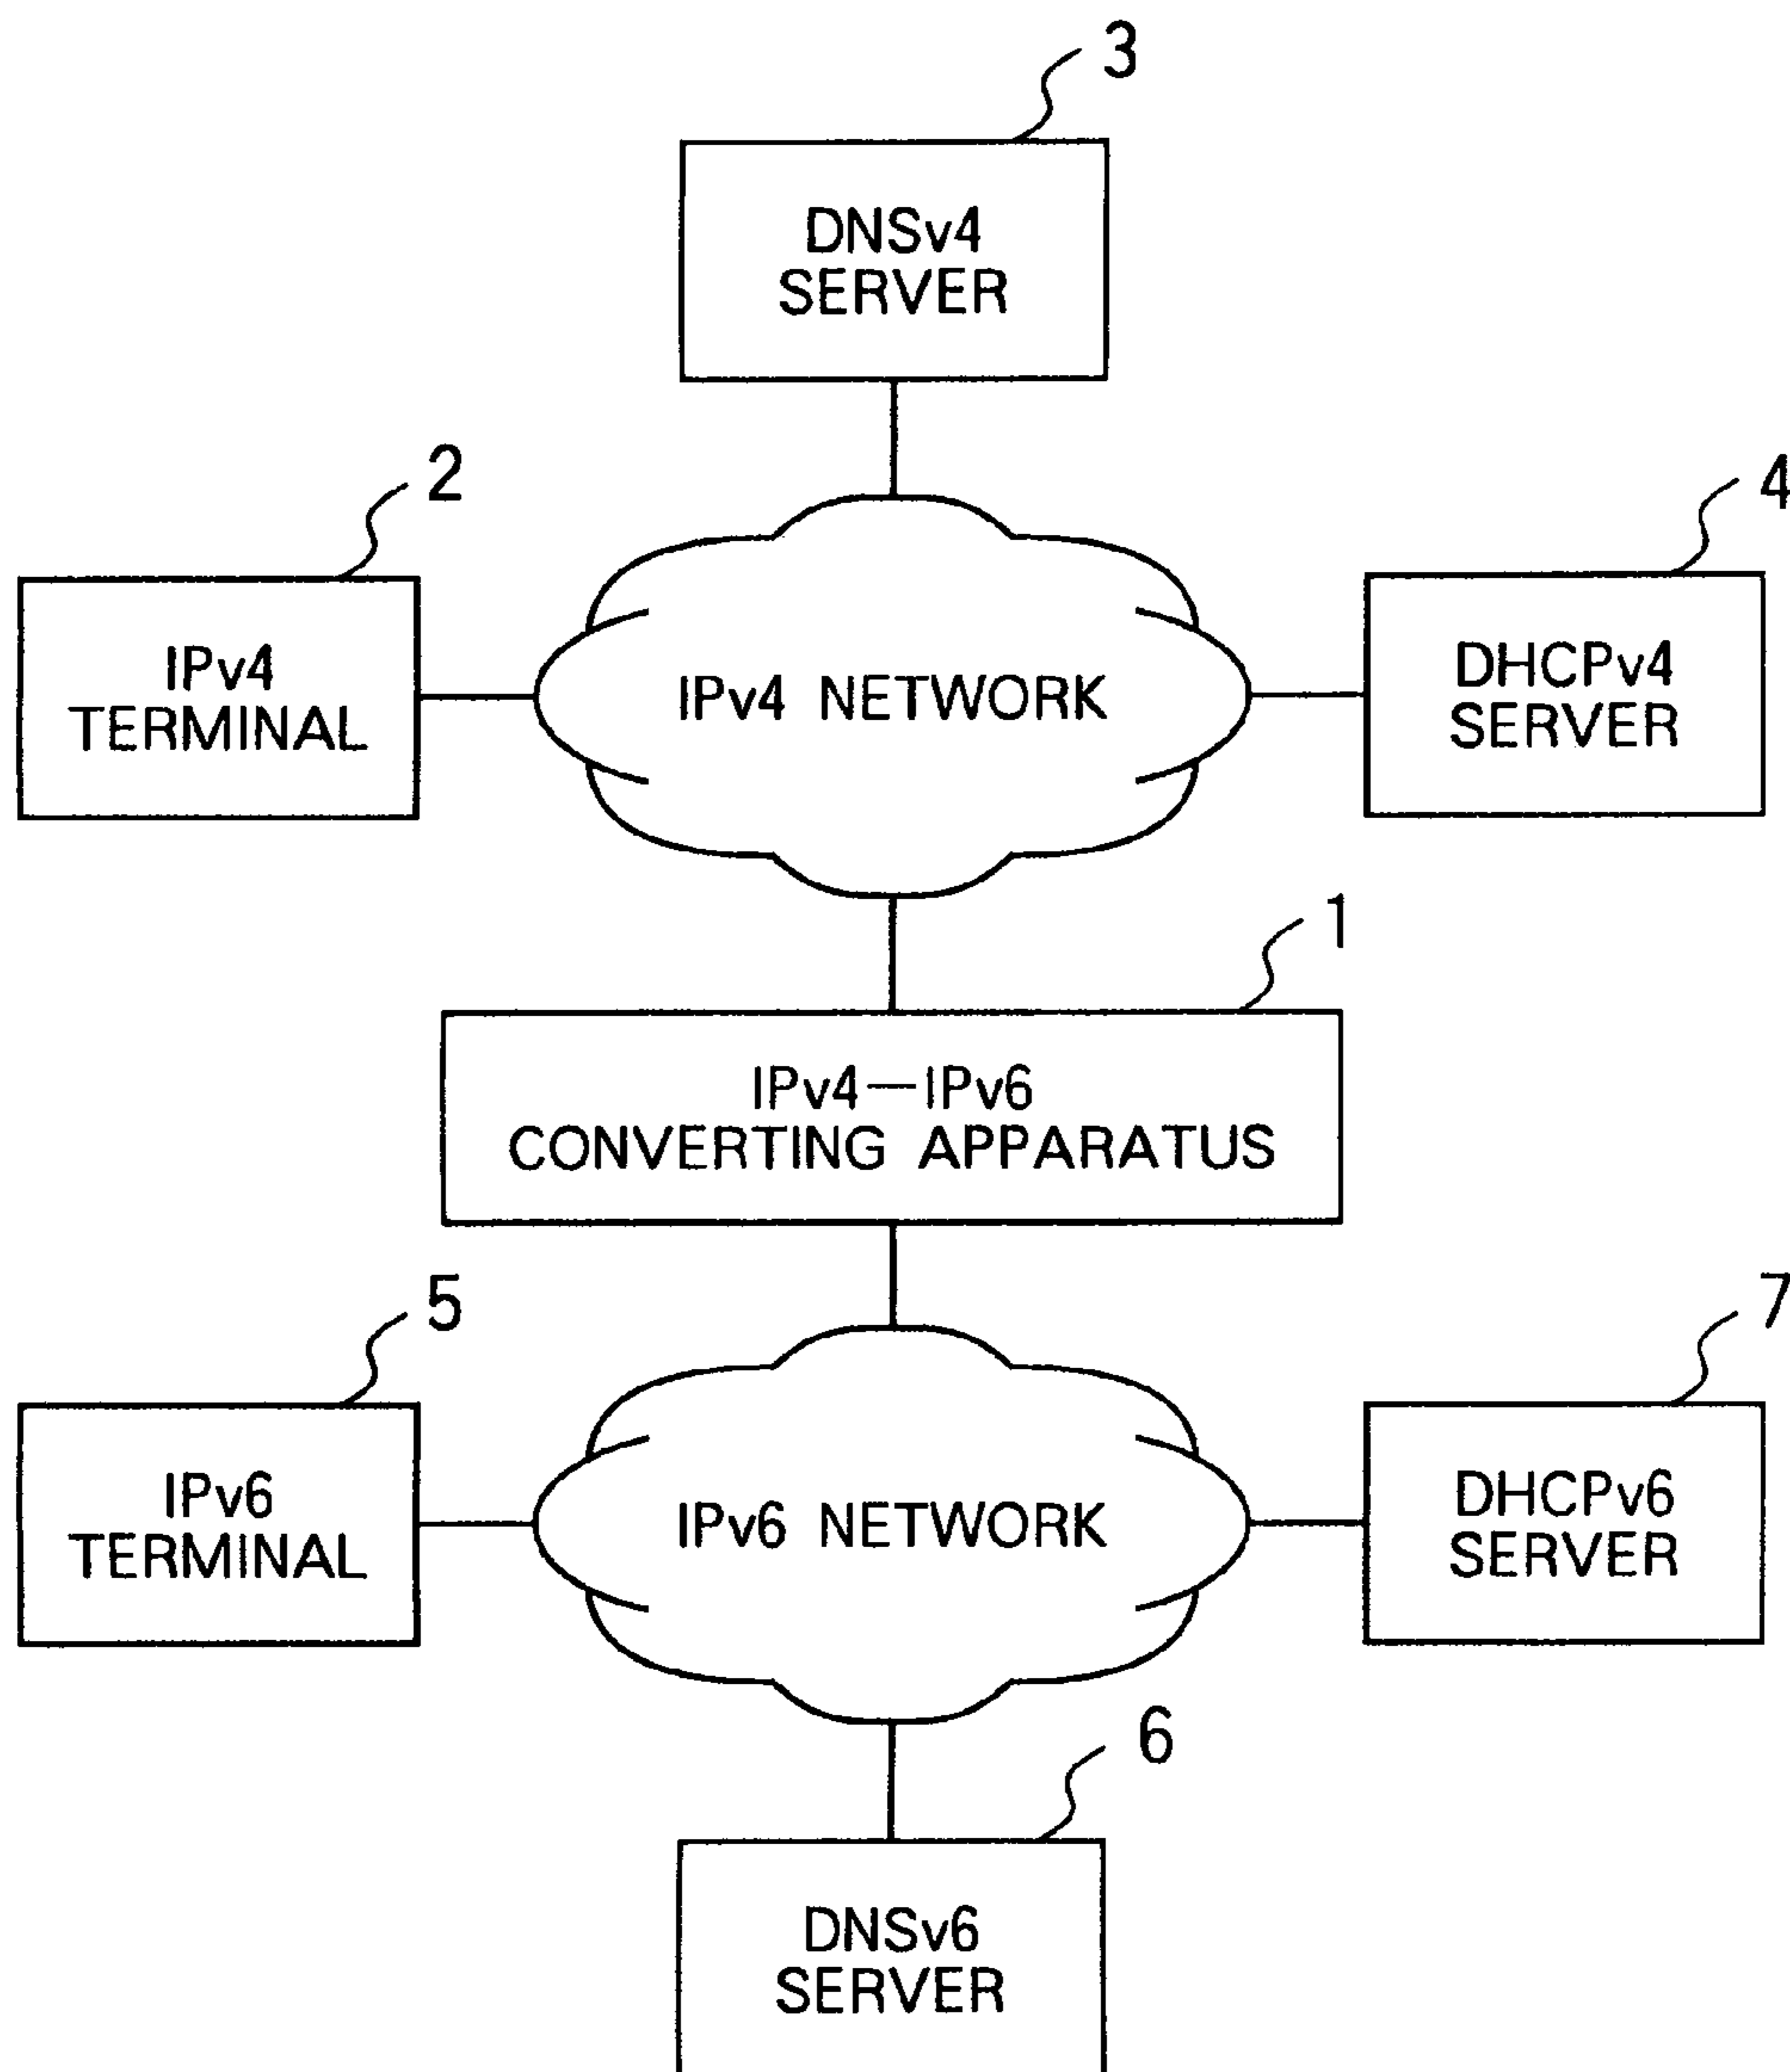 3
DNSv4
SERVER
2
4
IPv4
TERMINAL
IPv4 NETWORK
DHCPv4
SERVER
1
IPv4—IPv6
CONVERTING APPARATUS
5
7
IPv6
TERMINAL
IPv6 NETWORK
DHCPv6
SERVER
6
DNSv6
SERVER